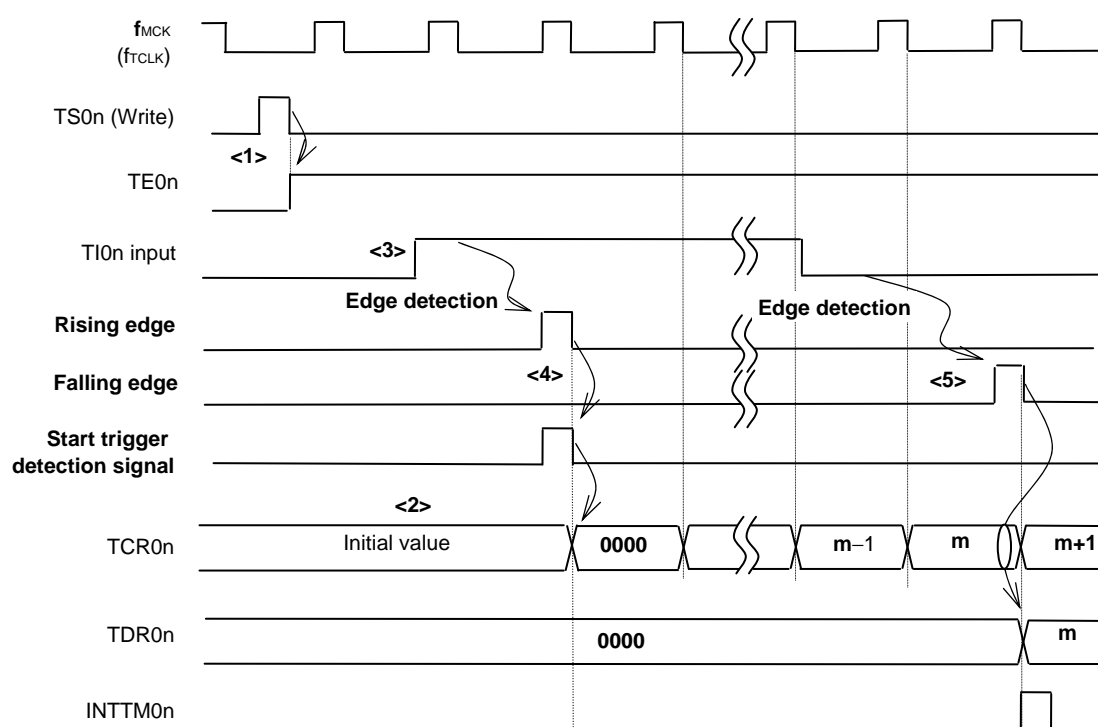 fMCK
(fTCLK)
TS0n (Write)
<1>
TE0n
TI0n input
<3>
Edge detection
Edge detection
Rising edge
<4>
Falling edge
<5>
Start trigger
detection signal
<2>
TCR0n
Initial value
0000
m−1
m
m+1
TDR0n
0000
m
INTTM0n